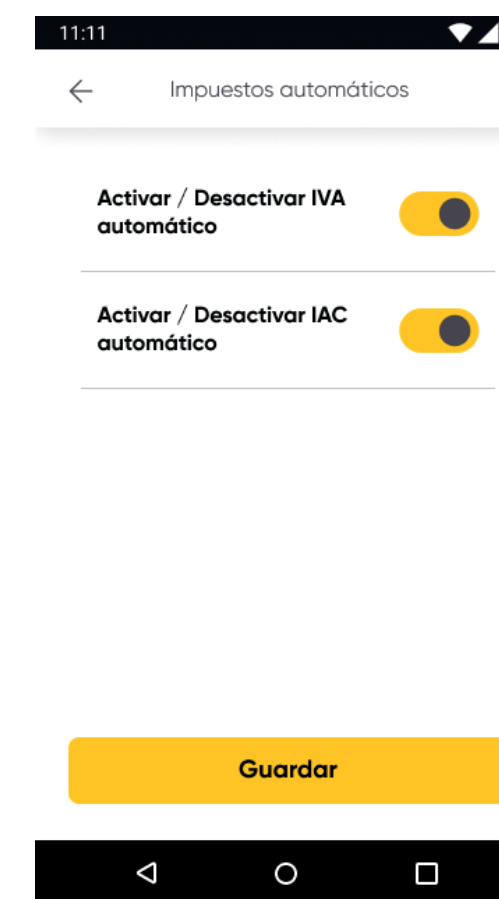 11:11
Impuestos automáticos
Activar / Desactivar IVA
automático
Activar / Desactivar IAC
automático
Guardar